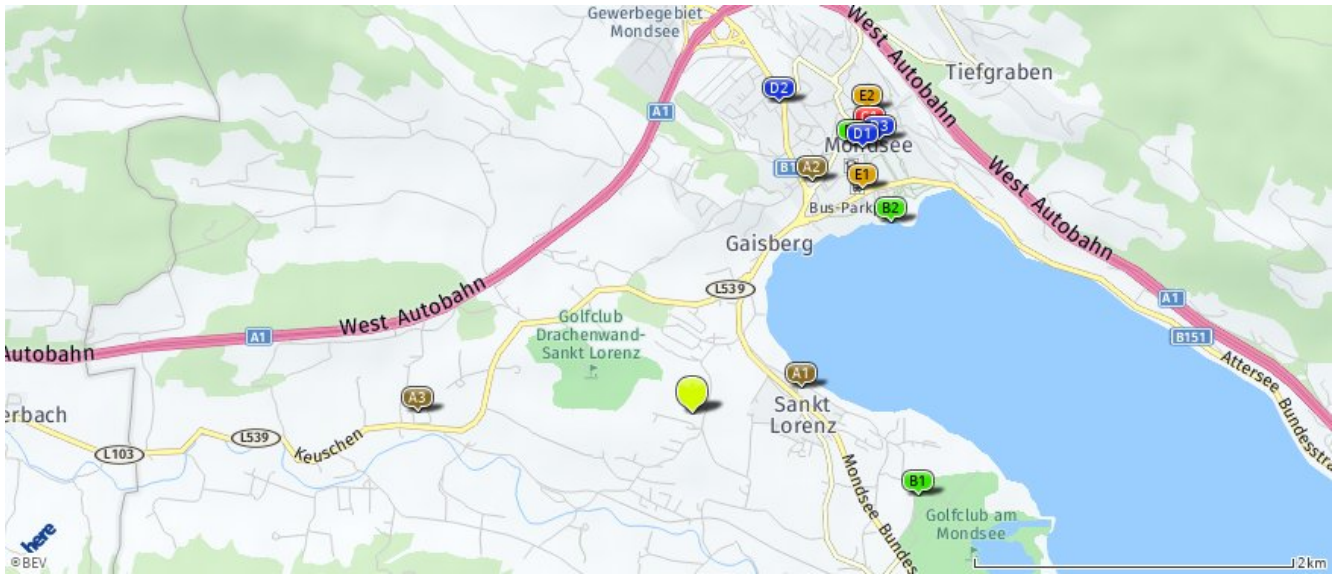 Gewerbegebiet
Mondsee
West Autobahn
Tiefgraben
D2
E2
A1
D3
D1
Mondsee
B1
A2
E1
West Autobahn
Bus-Park
B2
Gaisberg
L539
West Autobahn
A1
A1
Autobahn
Golfclub
Drachenwand-
Sankt Lorenz
B151
Attersee Bundesstra
A1
A3
Sankt
Lorenz
erbach
L539
Keuschen
L103
Mondsee Bundes
B1
Golfclub am
Mondsee
here
©BEV
2km